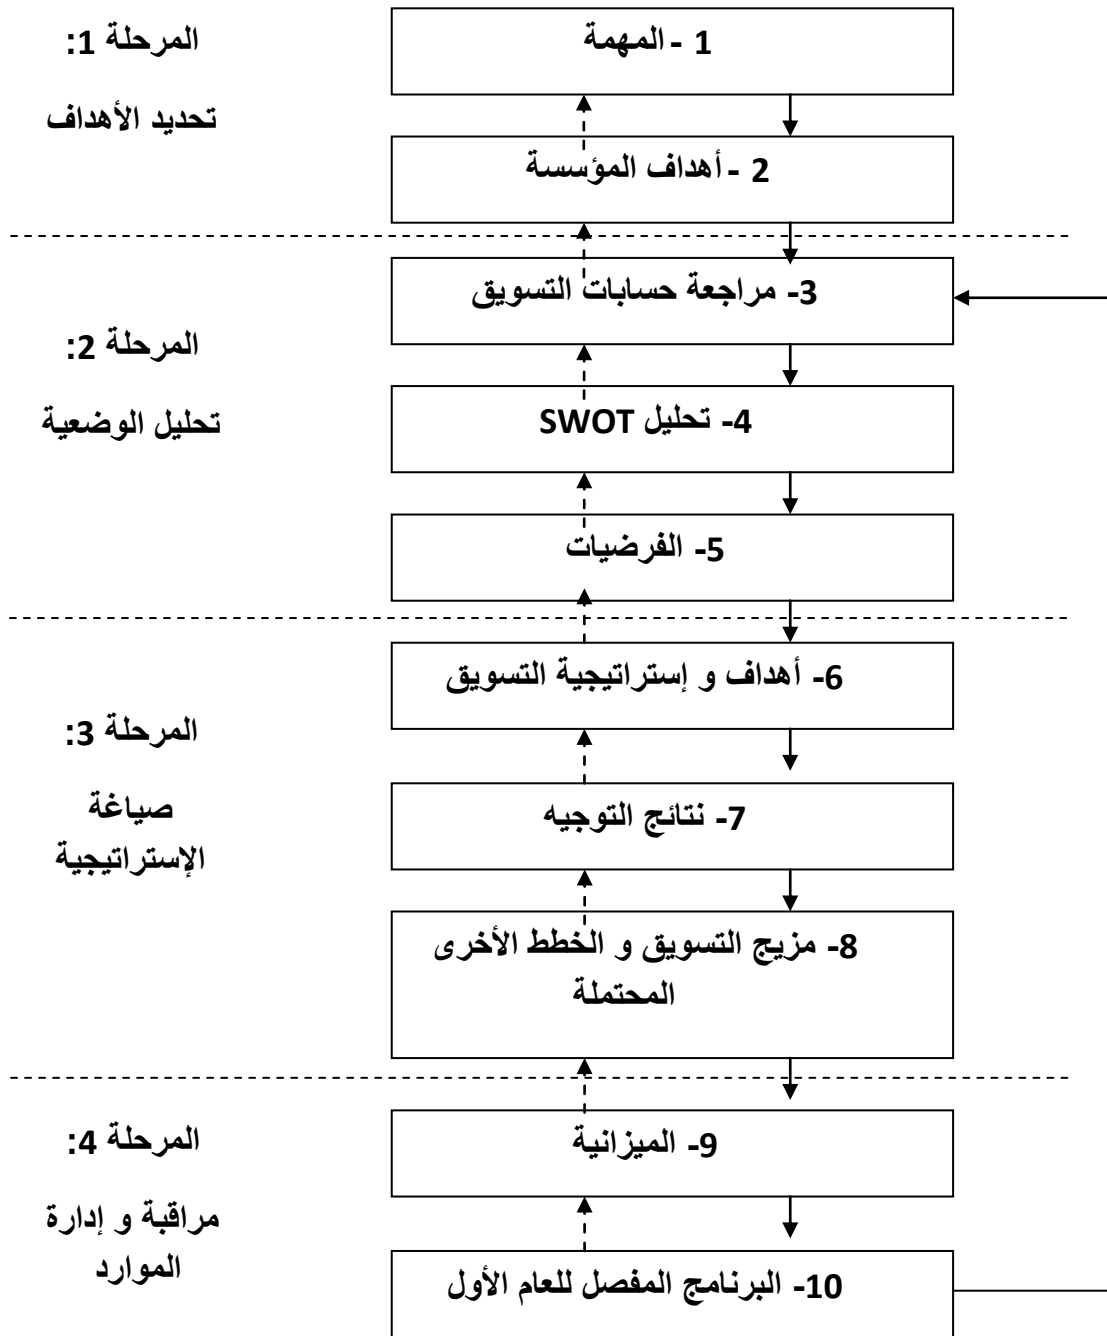 المرحلة 1:
تحديد الأهداف
1 - المهمة
2 - أهداف المؤسسة
المرحلة 2:
تحليل الوضعية
3- مراجعة حسابات التسويق
4- تحليل SWOT
5- الفرضيات
المرحلة 3:
صياغة
الإستراتيجية
6- أهداف و إستراتيجية التسويق
7- نتائج التوجيه
8- مزيج التسويق و الخطط الأخرى
المحتملة
المرحلة 4:
مراقبة و إدارة
الموارد
9- الميزانية
10- البرنامج المفصل للعام الأول